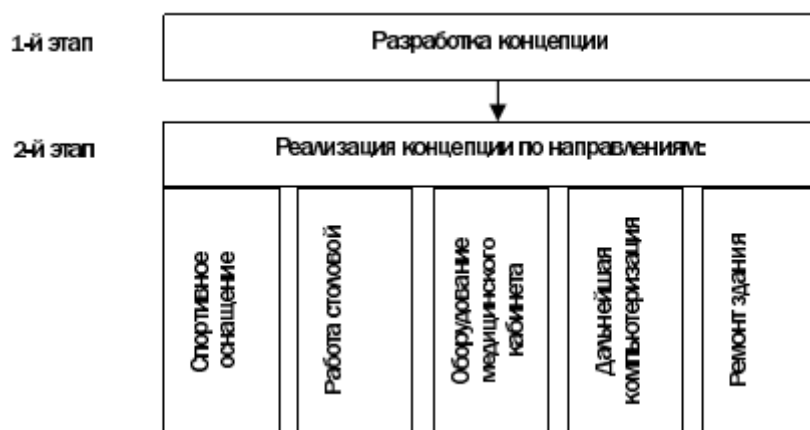 1-й этап
Разработка концепции
2-й этап
Реализация концепции по направлениям:
Спортивное
оснащение
Работа столовой
Оборудование
медицинского
кабинета
Дальнейшая
компьютеризация
Ремонт здания